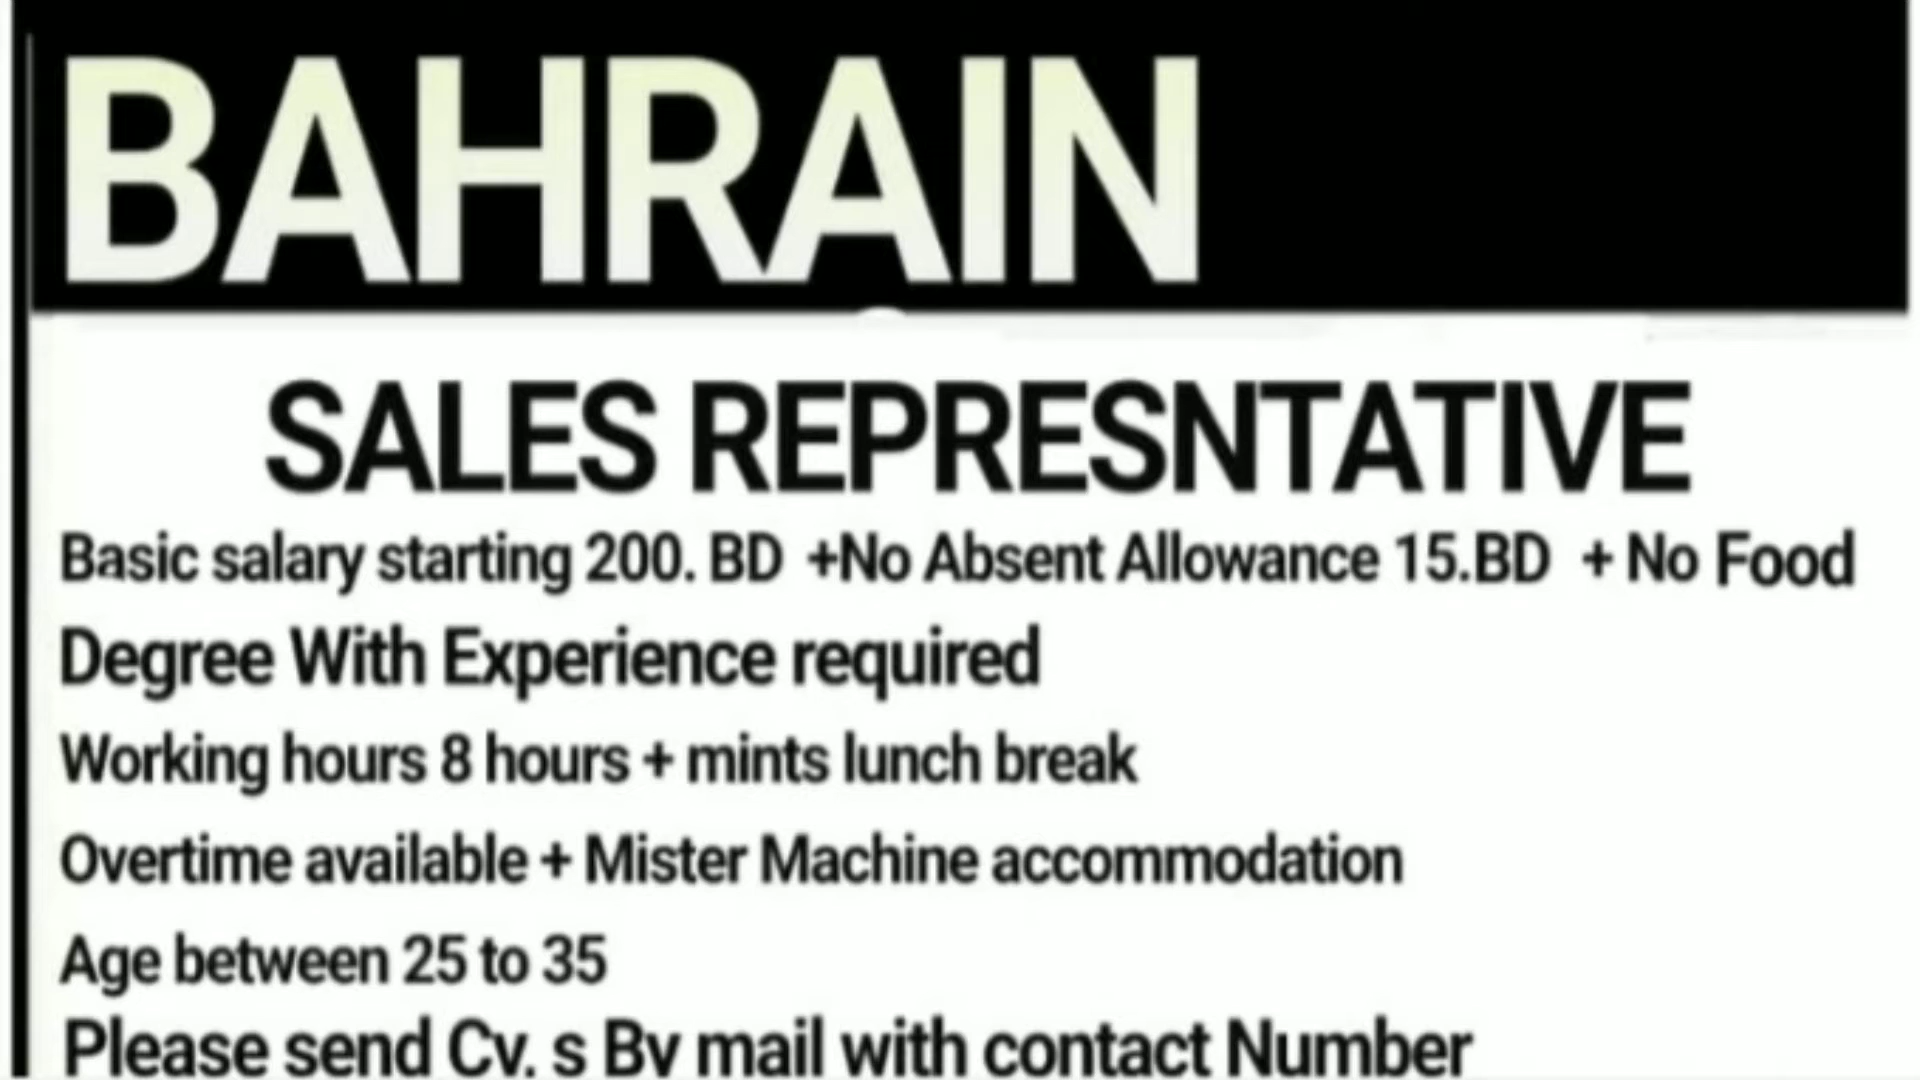 BAHRAIN
SALES REPRESNTATIVE
Basic salary starting 200. BD +No Absent Allowance 15.BD + No Food
Degree With Experience required
Working hours 8 hours + mints lunch break
Overtime available + Mister Machine accommodation
Age between 25 to 35
Please send Cv. s By mail with contact Number